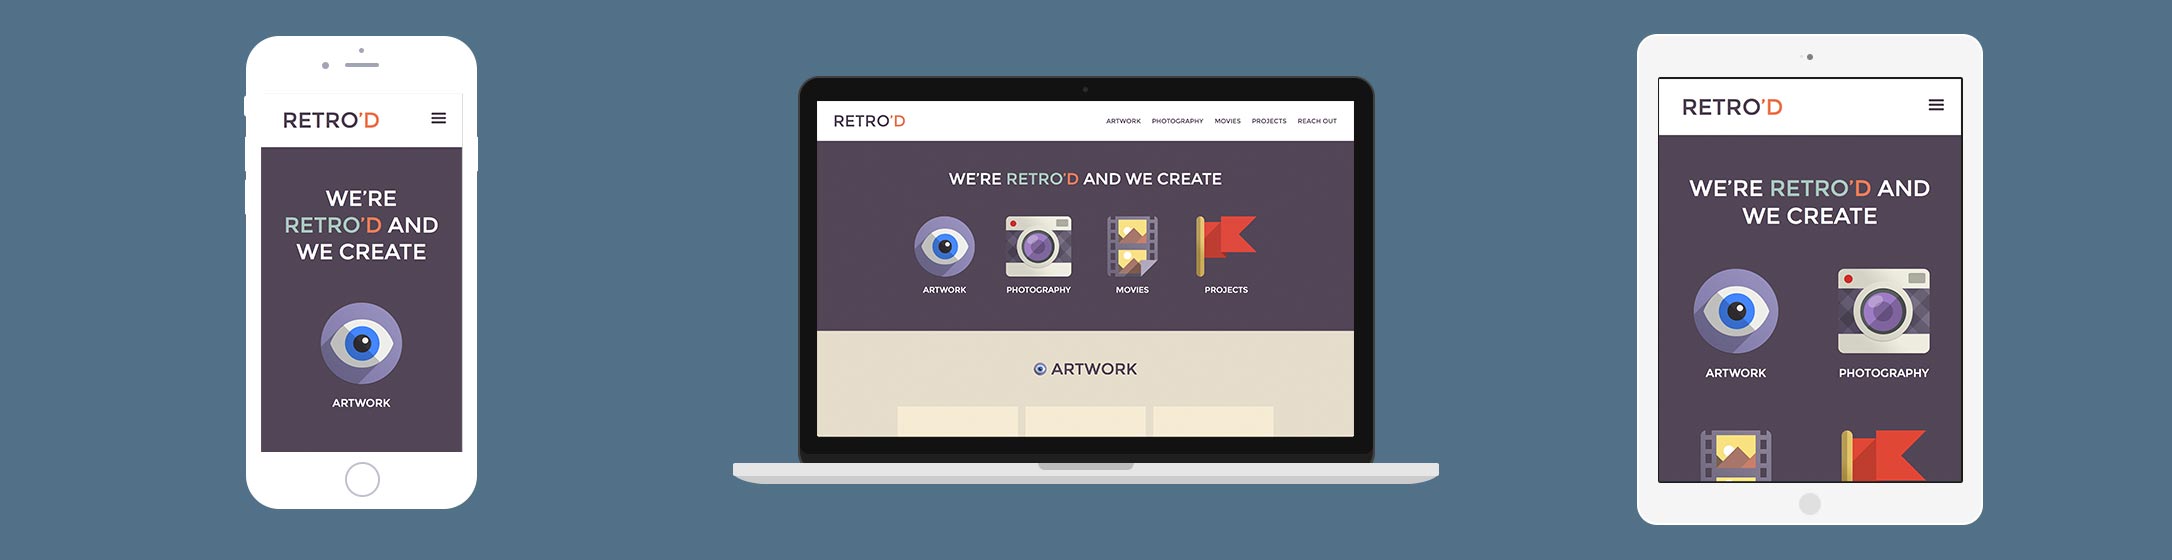 RETRO'D
WE'RE
RETRO'D AND
WE CREATE
ARTWORK
RETRO'D
ARTWORK PHOTOGRAPHY MOVIES PROJECTS REACH OUT
WE'RE RETRO'D AND WE CREATE
ARTWORK PHOTOGRAPHY MOVIES PROJECTS
ARTWORK
RETRO'D
WE'RE RETRO'D AND
WE CREATE
ARTWORK PHOTOGRAPHY